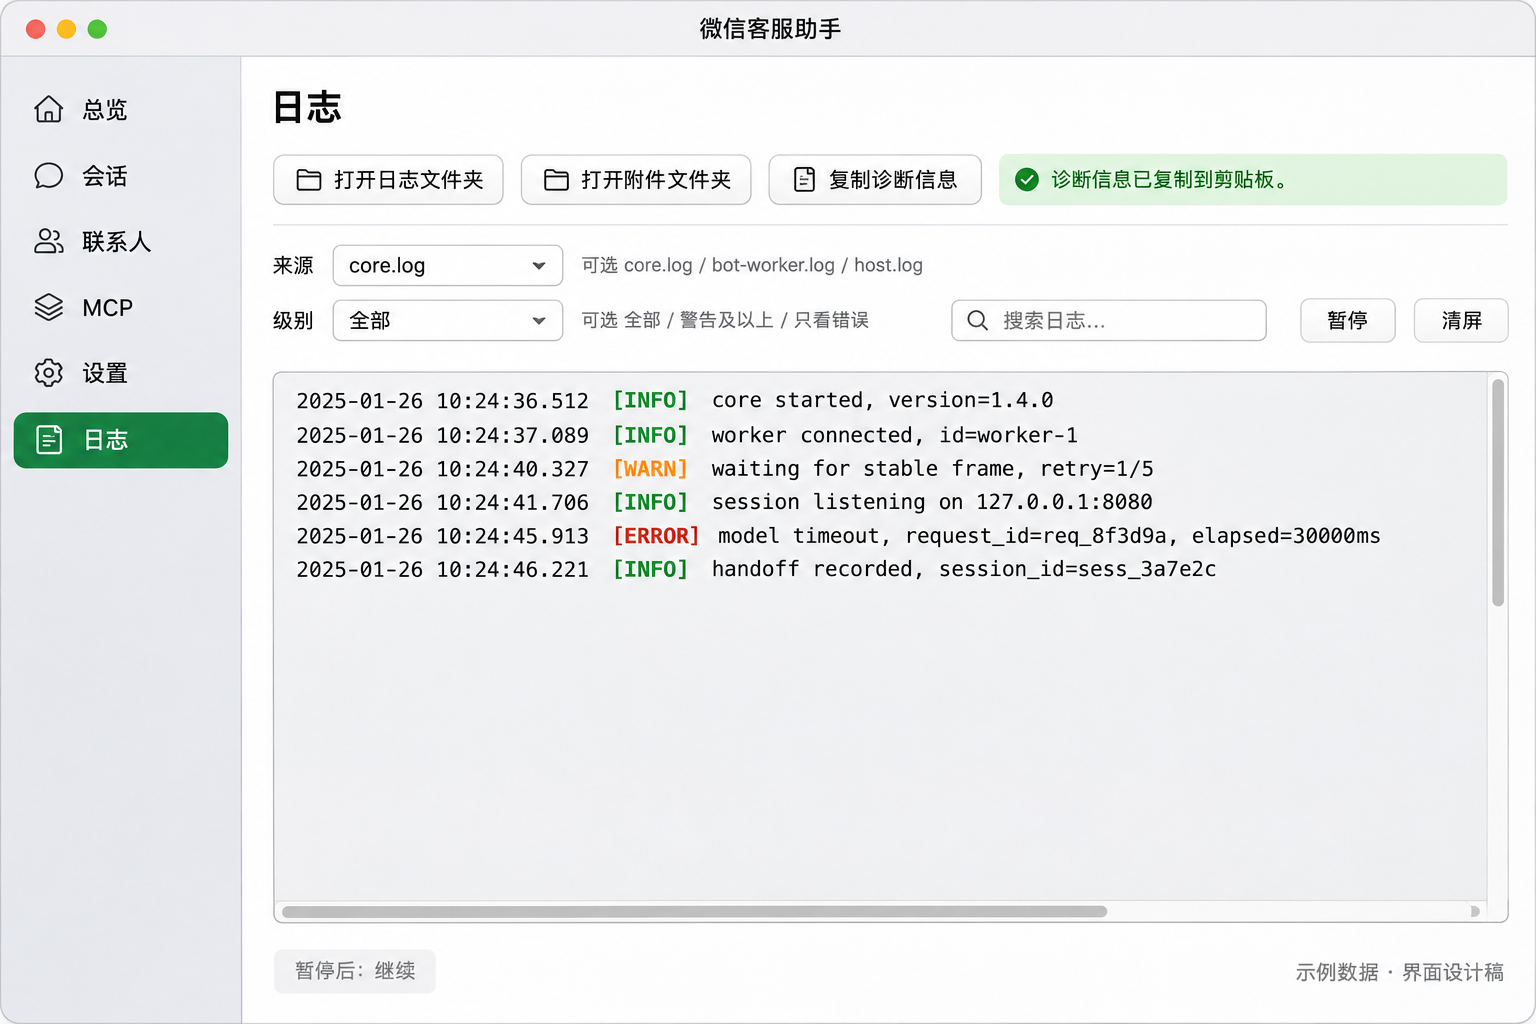 微信客服助手
总览
会话
联系人
MCP
设置
日志
日志
打开日志文件夹 打开附件文件夹 复制诊断信息 诊断信息已复制到剪贴板。
来源 core.log 可选 core.log / bot-worker.log / host.log
级别 全部 可选 全部 / 警告及以上 / 只看错误 搜索日志... 暂停 清屏
2025-01-26 10:24:36.512 [INFO] core started, version=1.4.0
2025-01-26 10:24:37.089 [INFO] worker connected, id=worker-1
2025-01-26 10:24:40.327 [WARN] waiting for stable frame, retry=1/5
2025-01-26 10:24:41.706 [INFO] session listening on 127.0.0.1:8080
2025-01-26 10:24:45.913 [ERROR] model timeout, request_id=req_8f3d9a, elapsed=30000ms
2025-01-26 10:24:46.221 [INFO] handoff recorded, session_id=sess_3a7e2c
暂停后：继续 示例数据 · 界面设计稿